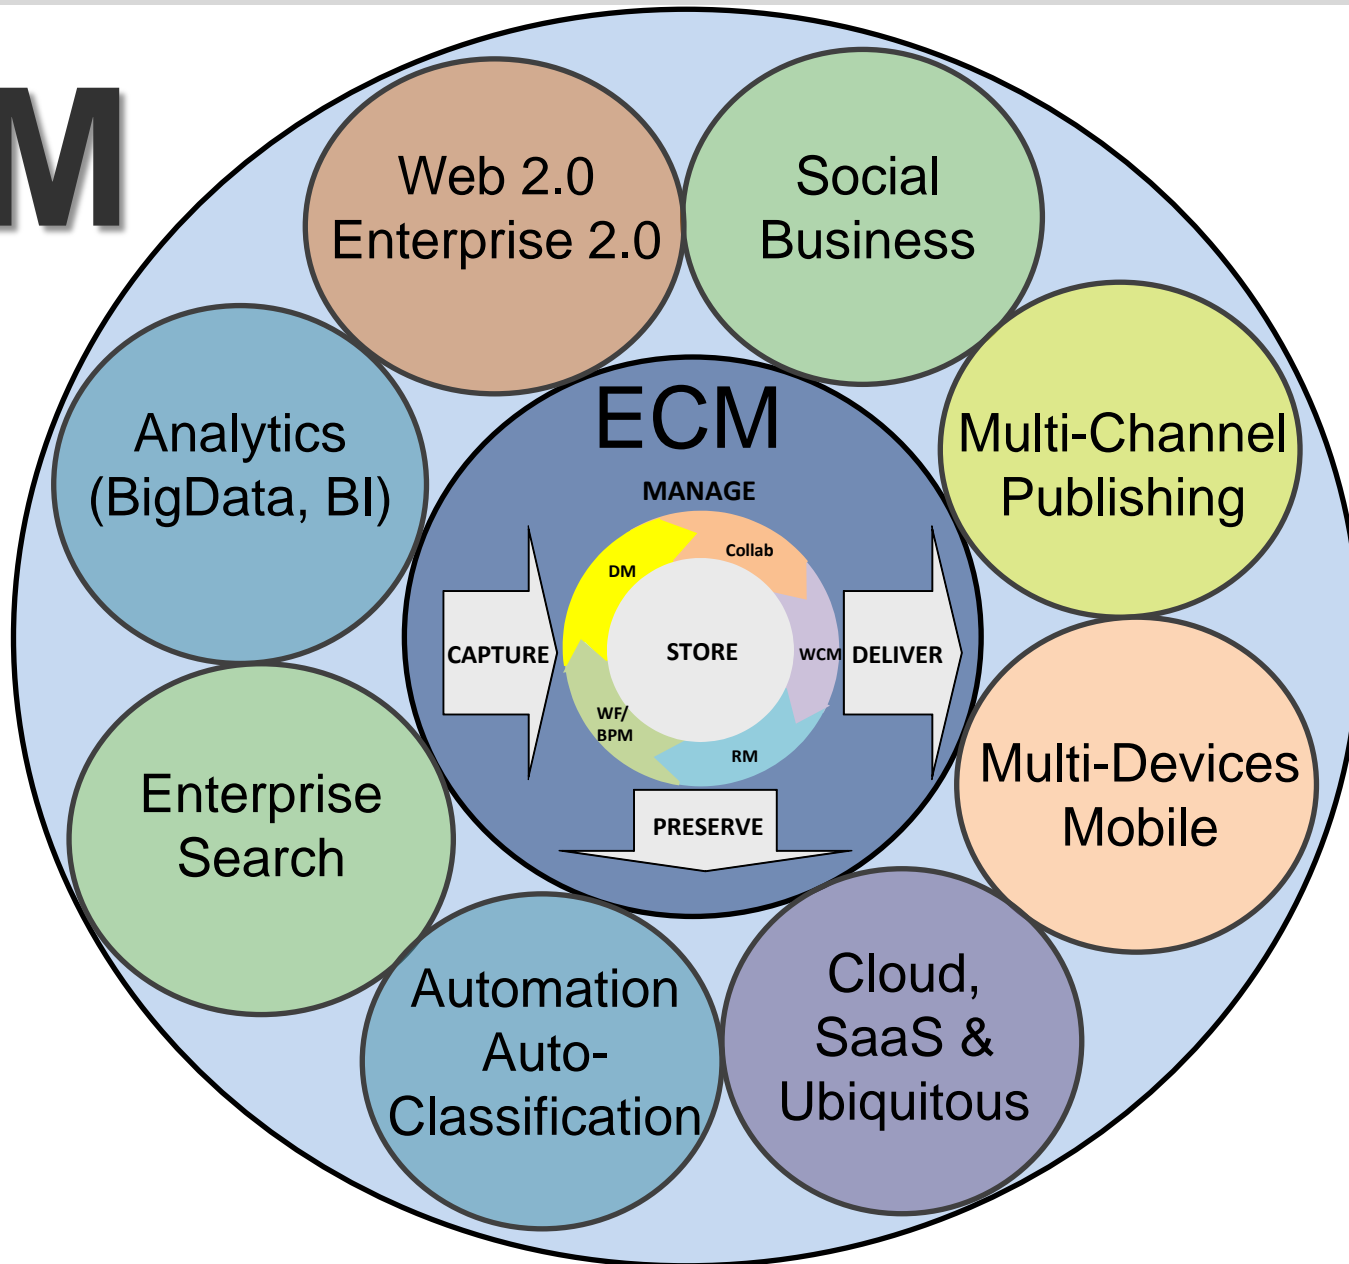 M
Web 2.0
Enterprise 2.0
Social
Business
Analytics
(BigData, BI)
Multi-Channel
Publishing
ECM
MANAGE
DM
Collab
CAPTURE
STORE
WCM
DELIVER
WF/
BPM
RM
PRESERVE
Enterprise
Search
Multi-Devices
Mobile
Automation
Auto-
Classification
Cloud,
SaaS &
Ubiquitous